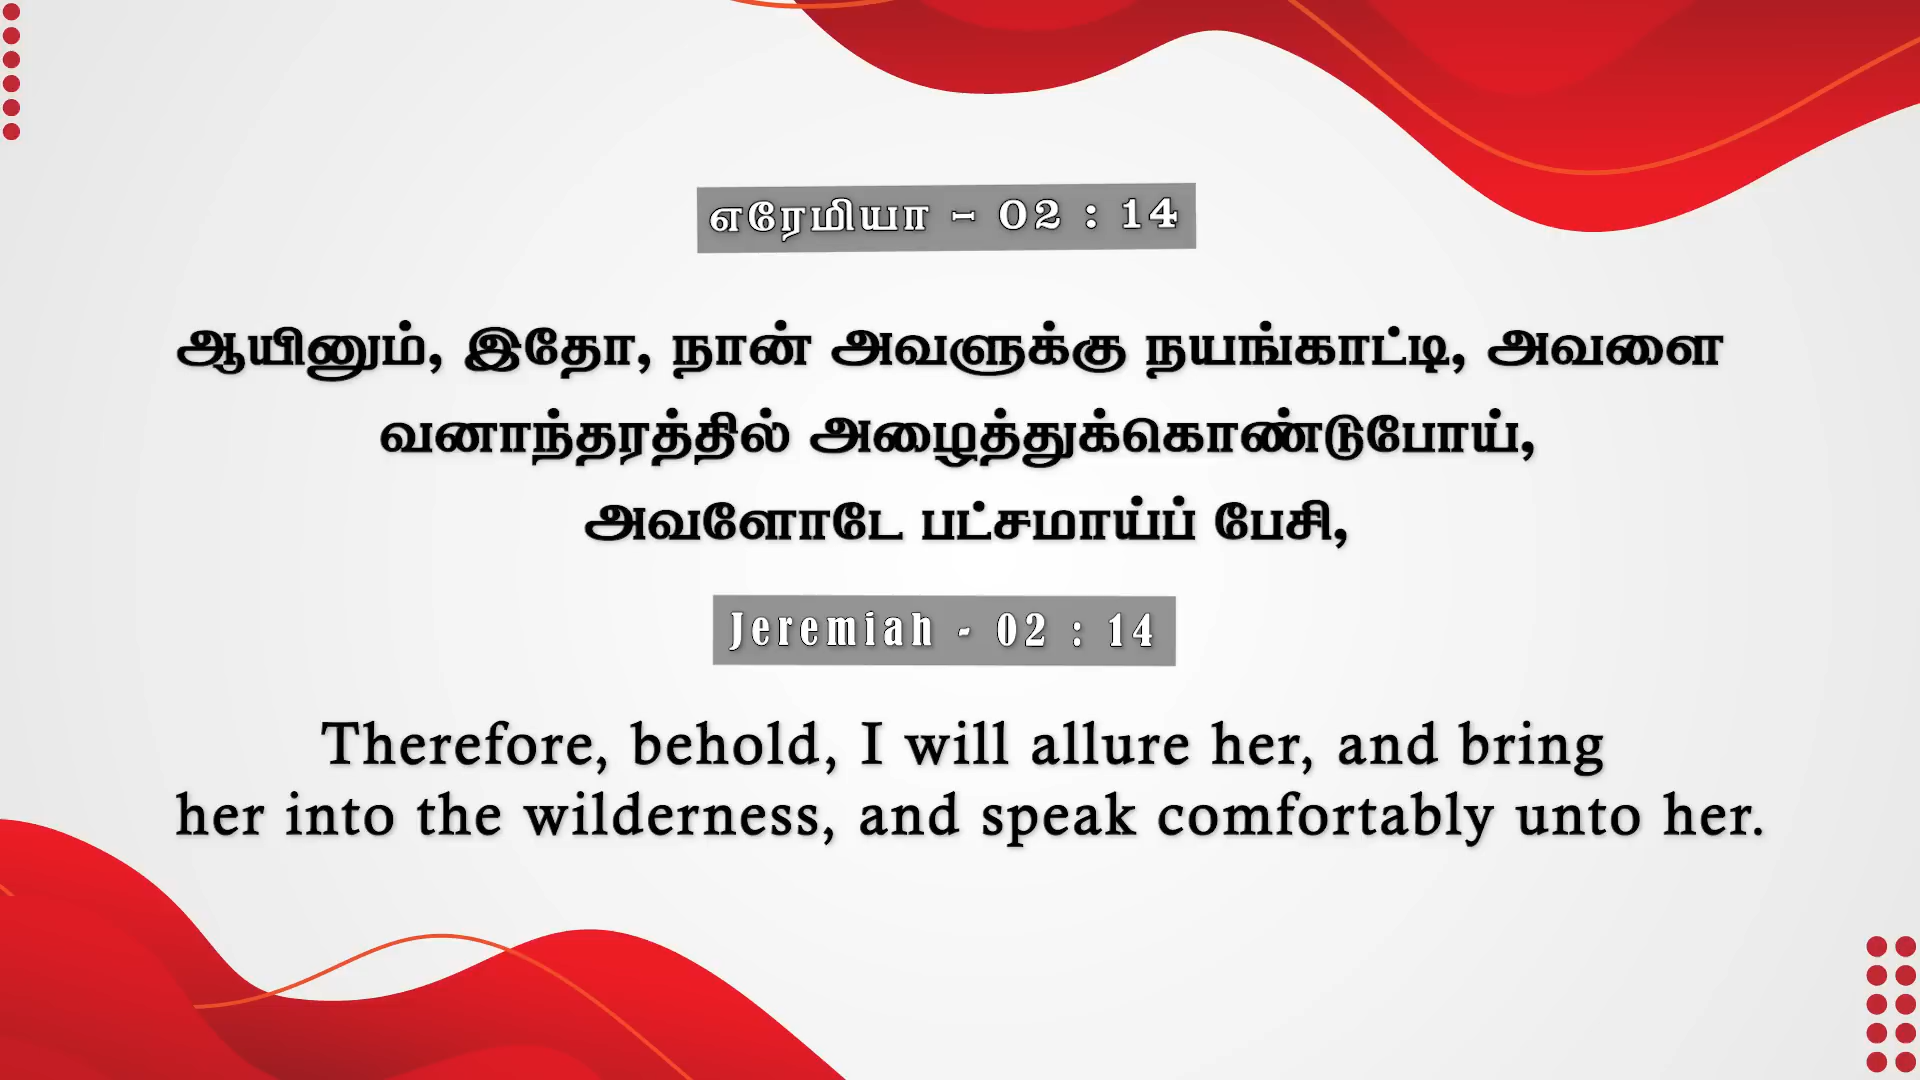 எரேமியா - 02 : 14
ஆயினும், இதோ, நான் அவளுக்கு நயங்காட்டி, அவளை
வனாந்தரத்தில் அழைத்துக்கொண்டுபோய்,
அவளோடே பட்சமாய்ப் பேசி,
Jeremiah - 02 : 14
Therefore, behold, I will allure her, and bring
her into the wilderness, and speak comfortably unto her.